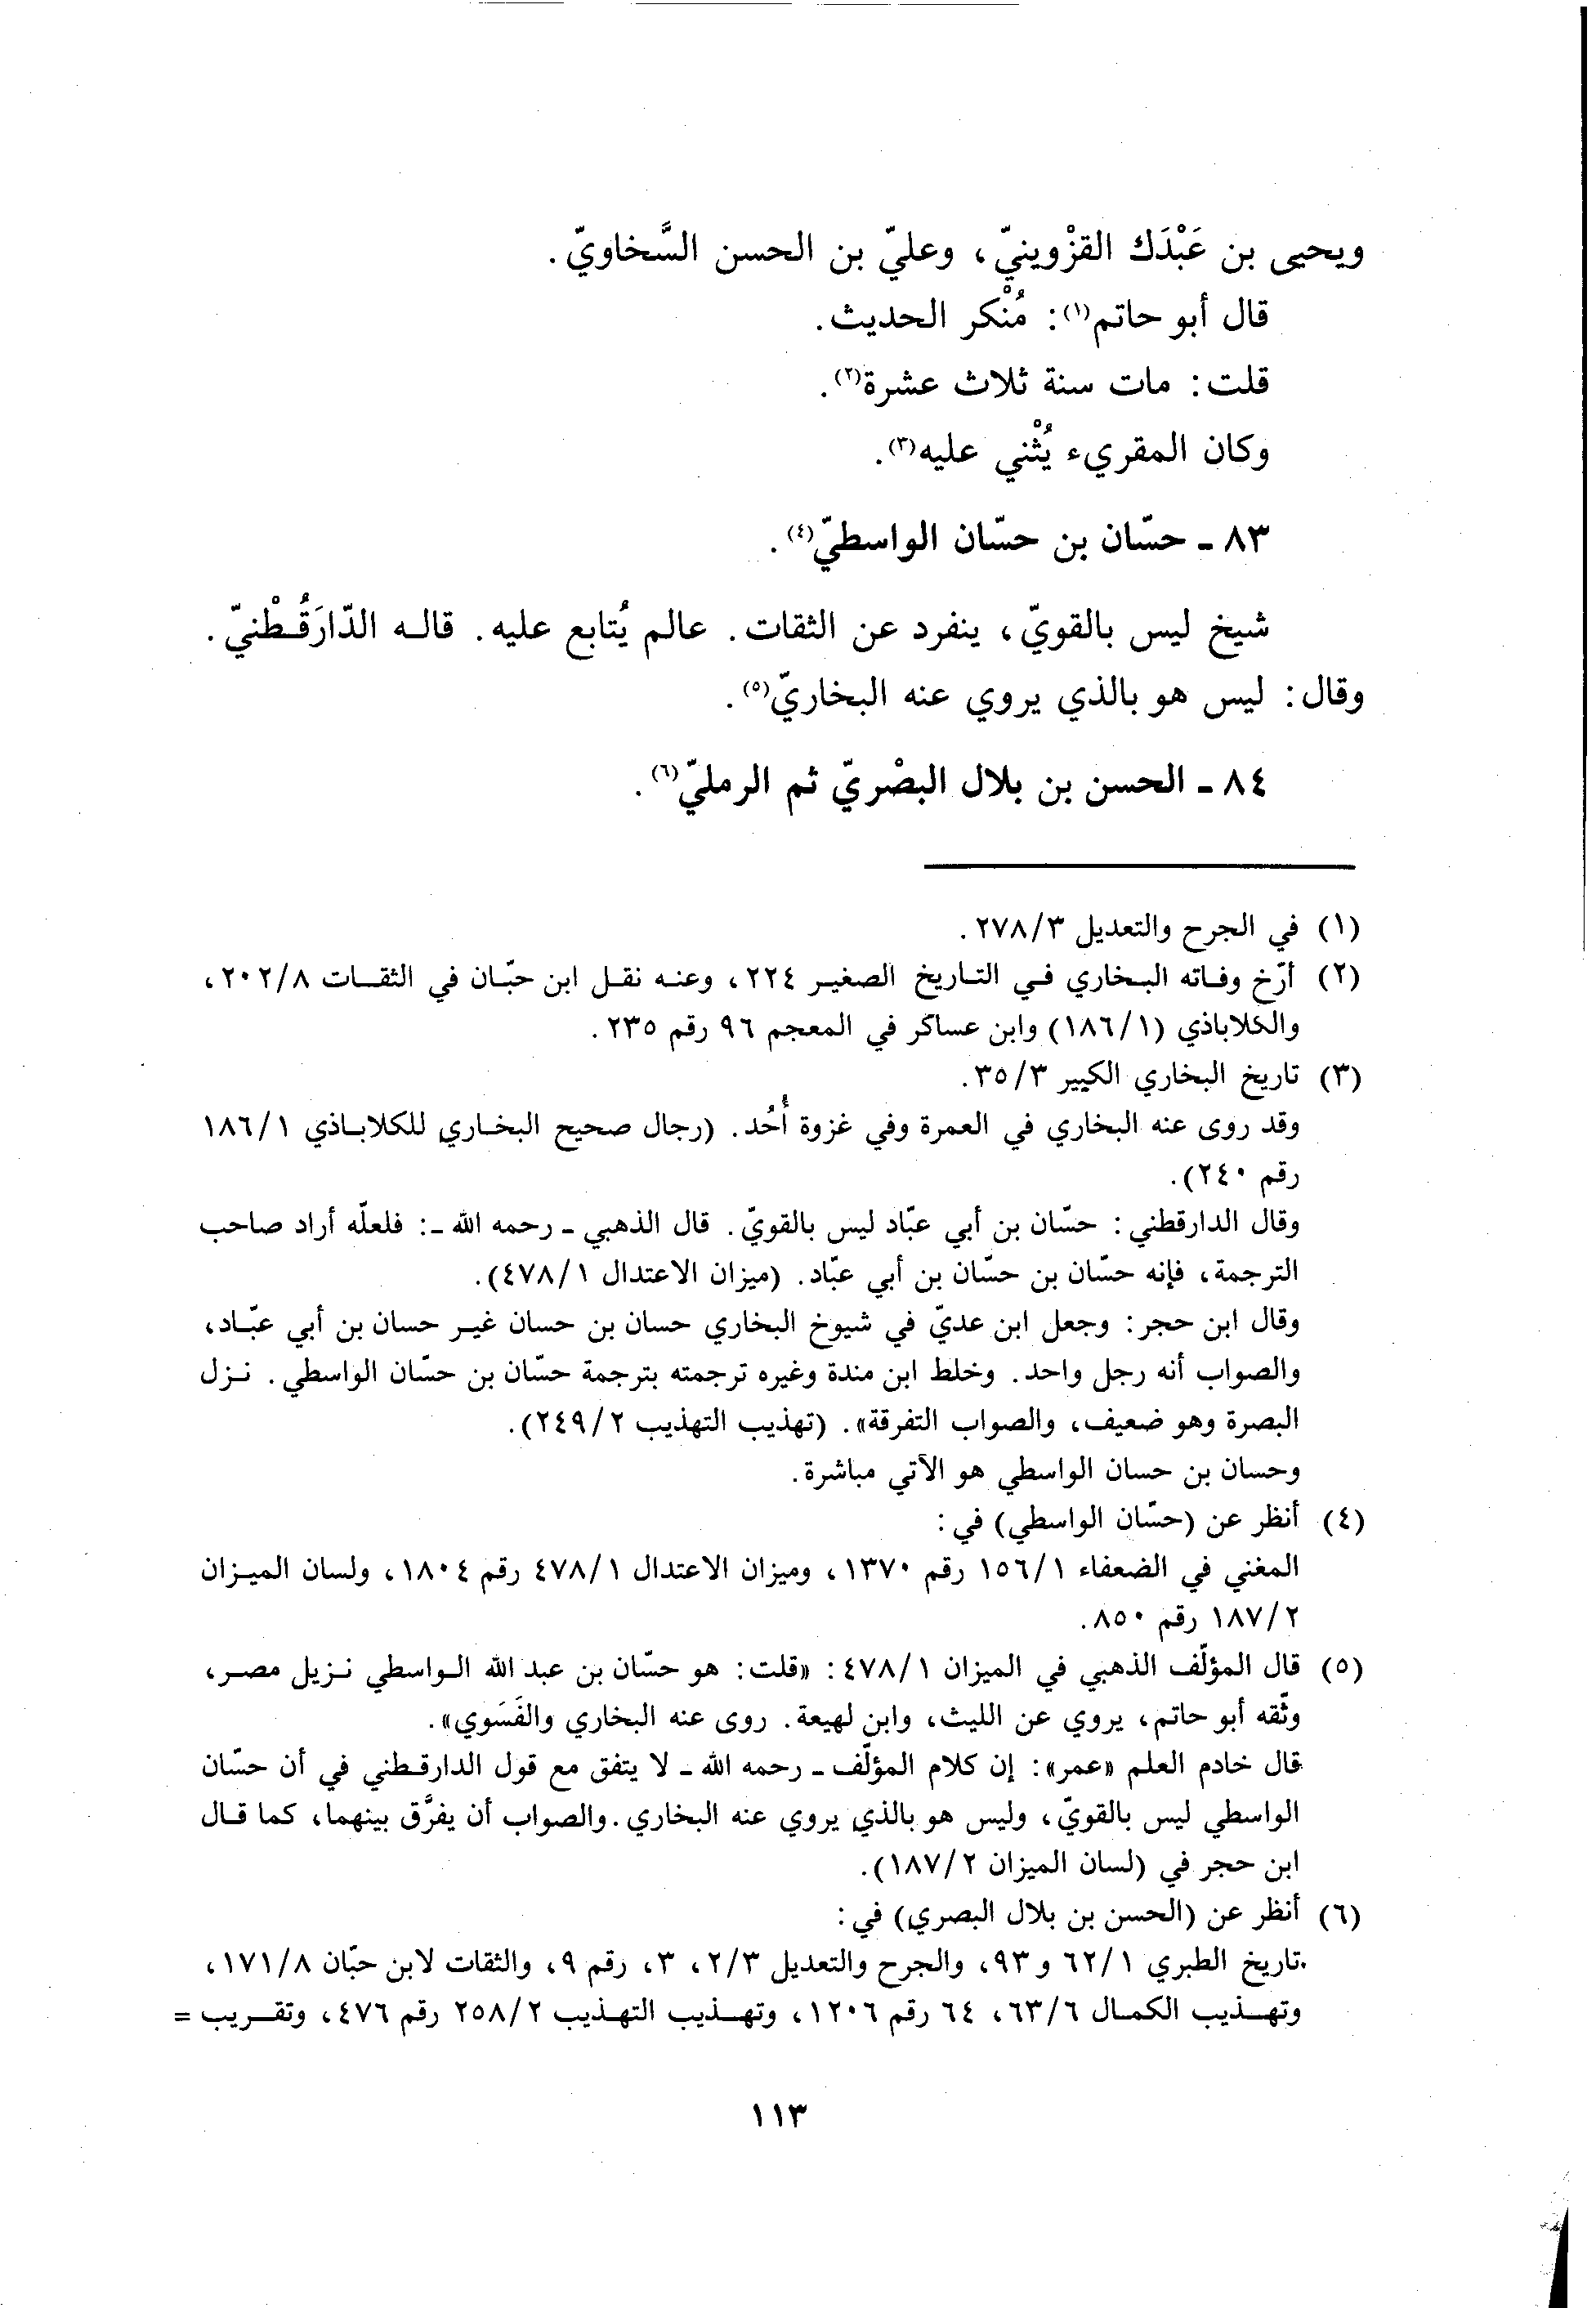 ويحيى بن عَبْدَك القزْوينيّ، وعليّ بن الحسن السَّخاويّ.
قال أبو حاتم(١): مُنْكر الحديث.
قلت: مات سنة ثلاث عشرة(٢).
وكان المقريء يُثْني عليه(٣).
٨٣ ـ حسّان بن حسّان الواسطيّ(٤).
شيخ ليس بالقويّ، ينفرد عن الثقات. عالم يُتابع عليه. قاله الدّارَقُطْنيّ.
وقال: ليس هو بالذي يروي عنه البخاريّ(٥).
٨٤ ـ الحسن بن بلال البصْريّ ثم الرمليّ(٦).
(١) في الجرح والتعديل ٢٧٨/٣.
(٢) أرّخ وفاته البخاري في التاريخ الصغير ٢٢٤، وعنه نقل ابن حبّان في الثقات ٢٠٢/٨،
والكلاباذي (١٨٦/١) وابن عساكر في المعجم ٩٦ رقم ٢٣٥.
(٣) تاريخ البخاري الكبير ٣٥/٣.
وقد روى عنه البخاري في العمرة وفي غزوة أُحُد. (رجال صحيح البخاري للكلاباذي ١٨٦/١
رقم ٢٤٠).
وقال الدارقطني: حسّان بن أبي عبّاد ليس بالقويّ. قال الذهبي ـ رحمه الله ـ: فلعلّه أراد صاحب
الترجمة، فإنه حسّان بن حسّان بن أبي عبّاد. (ميزان الاعتدال ٤٧٨/١).
وقال ابن حجر: وجعل ابن عديّ في شيوخ البخاري حسان بن حسان غير حسان بن أبي عبّاد،
والصواب أنه رجل واحد. وخلط ابن مندة وغيره ترجمته بترجمة حسّان بن حسّان الواسطي. نزل
البصرة وهو ضعيف، والصواب التفرقة». (تهذيب التهذيب ٢٤٩/٢).
وحسان بن حسان الواسطي هو الآتي مباشرة.
(٤) أنظر عن (حسّان الواسطي) في:
المغني في الضعفاء ١٥٦/١ رقم ١٣٧٠، وميزان الاعتدال ٤٧٨/١ رقم ١٨٠٤، ولسان الميزان
١٨٧/٢ رقم ٨٥٠.
(٥) قال المؤلّف الذهبي في الميزان ٤٧٨/١: «قلت: هو حسّان بن عبد الله الواسطي نزيل مصر،
وثّقه أبو حاتم، يروي عن الليث، وابن لهيعة. روى عنه البخاري والفَسَوي».
قال خادم العلم «عمر»: إن كلام المؤلّف ـ رحمه الله ـ لا يتفق مع قول الدارقطني في أن حسّان
الواسطي ليس بالقويّ، وليس هو بالذي يروي عنه البخاري. والصواب أن يفرَّق بينهما، كما قال
ابن حجر في (لسان الميزان ١٨٧/٢).
(٦) أنظر عن (الحسن بن بلال البصري) في:
تاريخ الطبري ٦٢/١ و٩٣، والجرح والتعديل ٢/٣، ٣، رقم ٩، والثقات لابن حبّان ١٧١/٨،
وتهذيب الكمال ٦٣/٦، ٦٤ رقم ١٢٠٦، وتهذيب التهذيب ٢٥٨/٢ رقم ٤٧٦، وتقريب =
١١٣